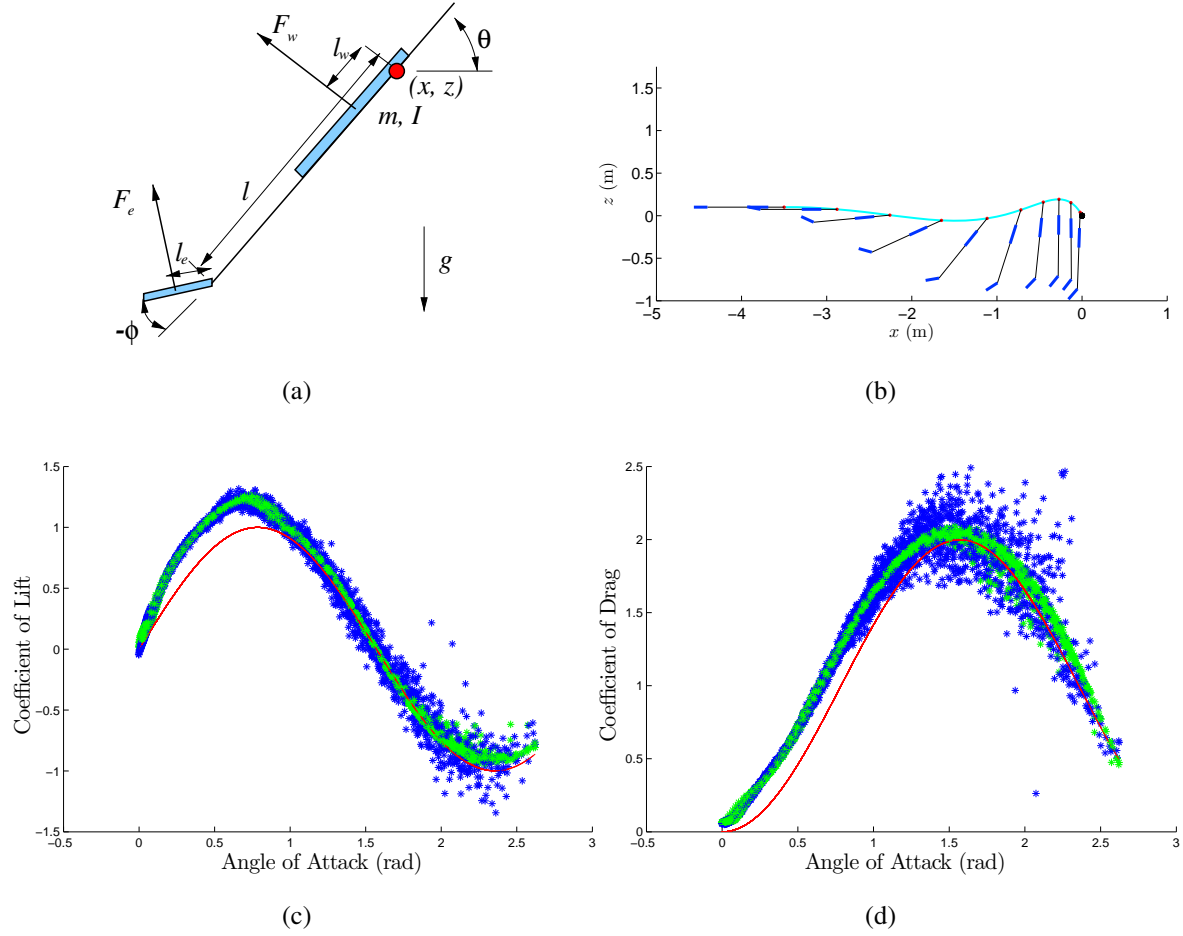 F_w
l_w
θ
(x, z)
m, I
l
F_e
l_e
g
-ϕ
(a)
1.5
1
0.5
0
−0.5
−1
z (m)
−5 −4 −3 −2 −1 0 1
x (m)
(b)
1.5
1
0.5
0
−0.5
−1
−1.5
Coefficient of Lift
−0.5 0 0.5 1 1.5 2 2.5 3
Angle of Attack (rad)
(c)
2.5
2
1.5
1
0.5
0
Coefficient of Drag
−0.5 0 0.5 1 1.5 2 2.5 3
Angle of Attack (rad)
(d)